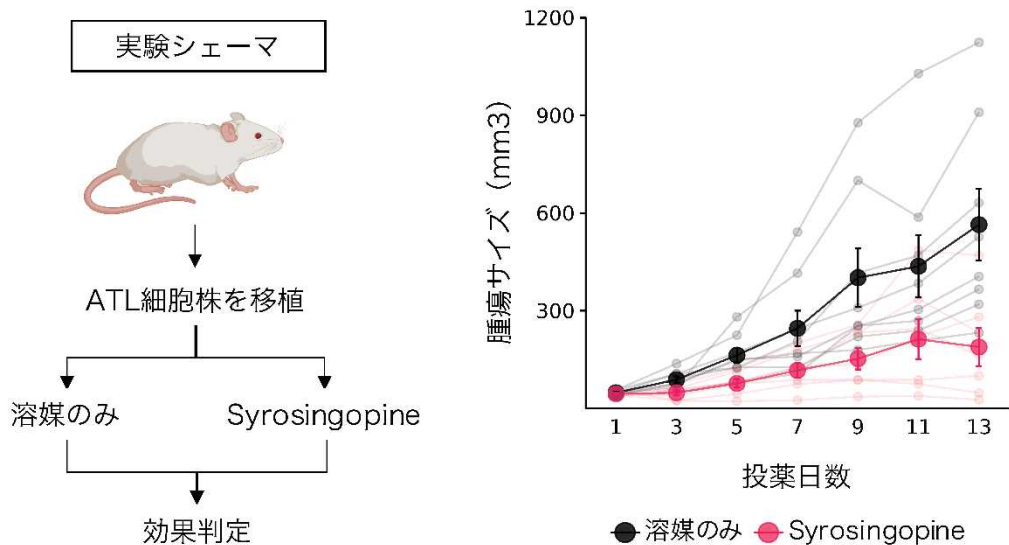 実験シェーマ
ATL細胞株を移植
溶媒のみ
Syrosingopine
効果判定
腫瘍サイズ（mm3）
1200
900
600
300
1 3 5 7 9 11 13
投薬日数
溶媒のみ Syrosingopine